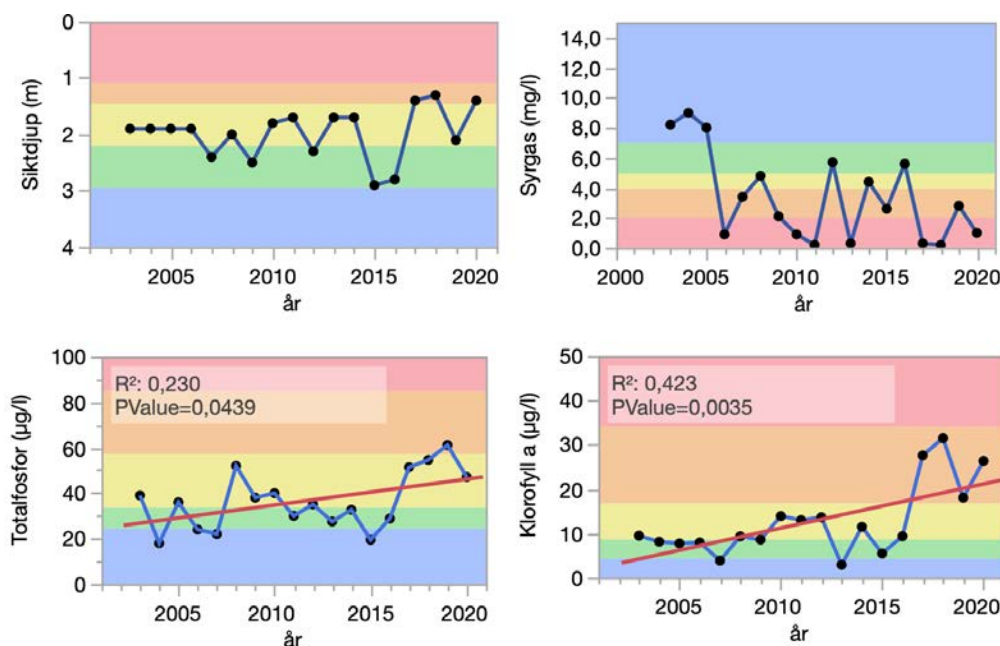 0
1
2
3
4
Siktdjup (m)
2005 2010 2015 2020
år
14,0
12,0
10,0
8,0
6,0
4,0
2,0
0,0
Syrgas (mg/l)
2000 2005 2010 2015 2020
år
100
80
60
40
20
0
Totalfosfor (µg/l)
R²: 0,230
PValue=0,0439
2005 2010 2015 2020
år
50
40
30
20
10
0
Klorofyll a (µg/l)
R²: 0,423
PValue=0,0035
2005 2010 2015 2020
år